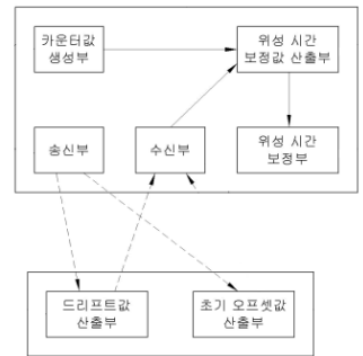 카운터값
생성부
위성 시간
보정값 산출부
송신부
수신부
위성 시간
보정부
드리프트값
산출부
초기 오프셋값
산출부